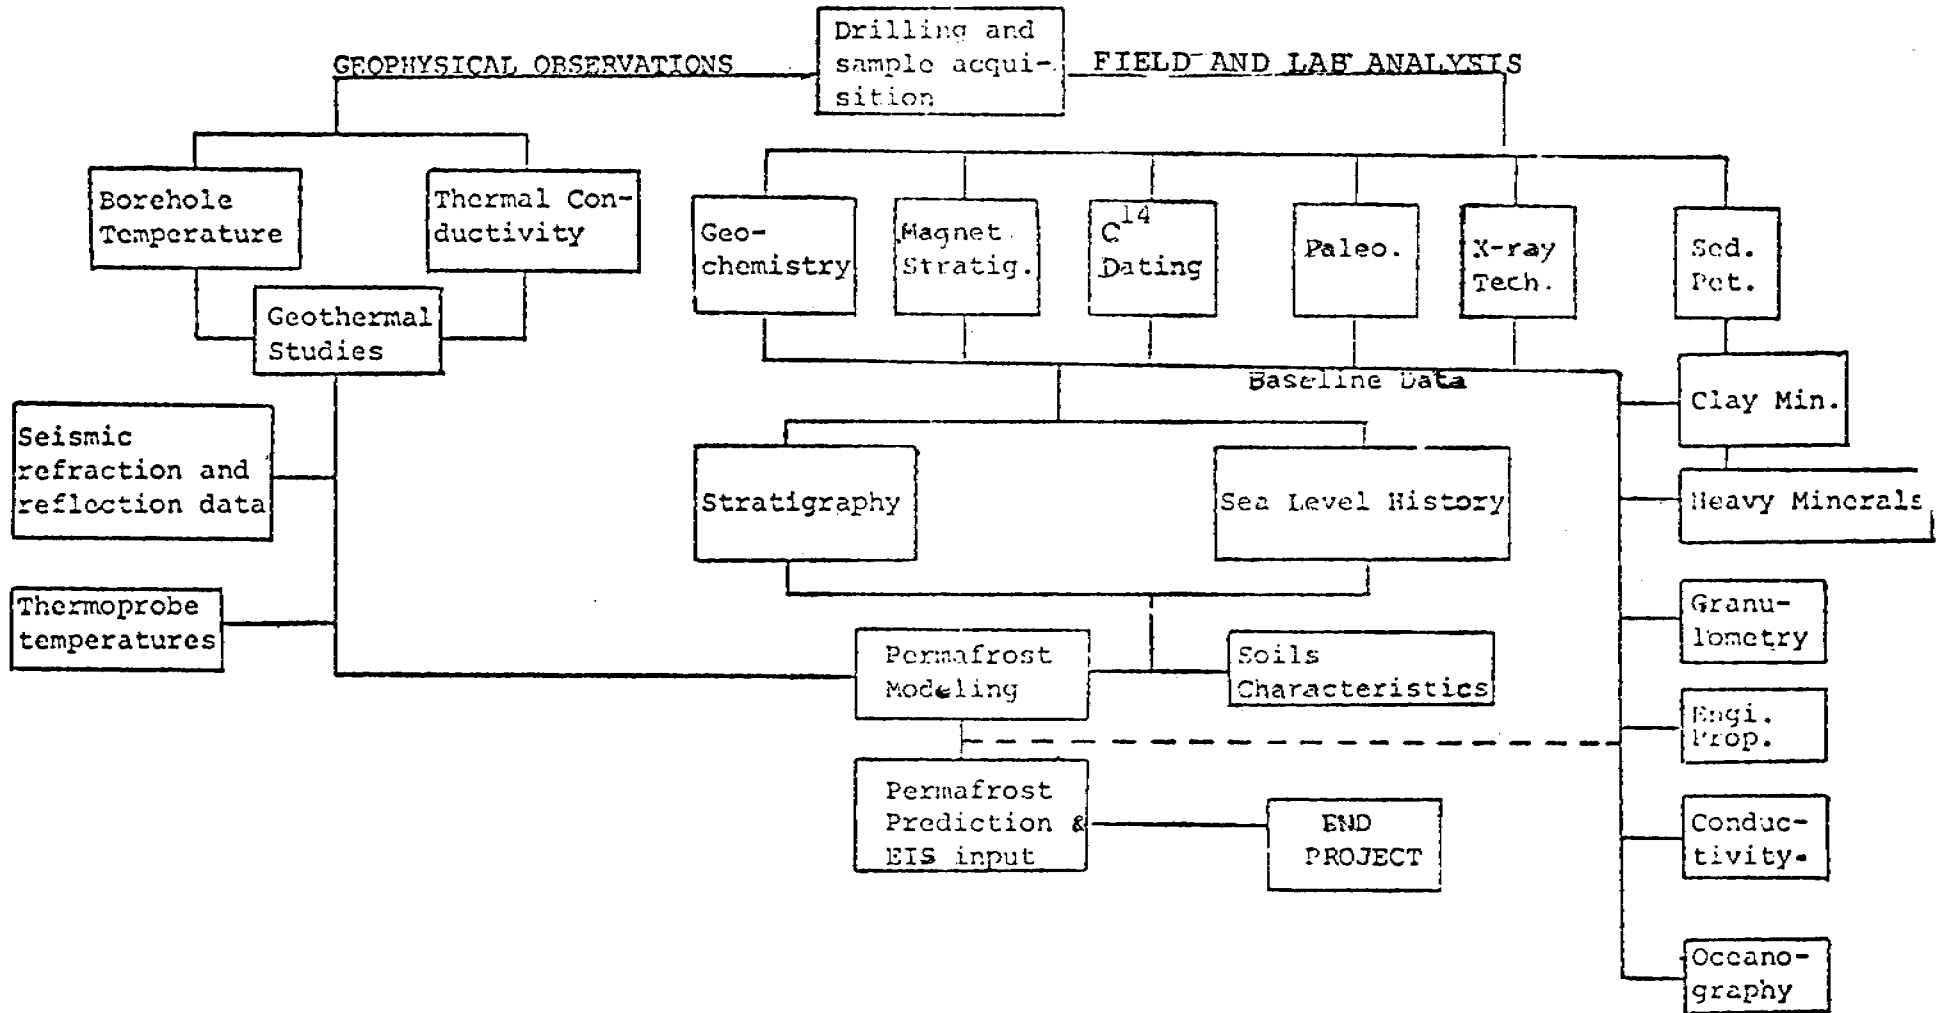 Drilling and
sample acqui-
sition
GEOPHYSICAL OBSERVATIONS
FIELD AND LAB ANALYSIS
Borehole
Temperature
Thermal Con-
ductivity
Geothermal
Studies
Seismic
refraction and
reflection data
Thermoprobe
temperatures
Geo-
chemistry
Magnet.
Stratig.
C14
Dating
Paleo.
X-ray
Tech.
Sed.
Pet.
Baseline Data
Clay Min.
Heavy Minerals
Stratigraphy
Sea Level History
Granu-
lometry
Permafrost
Modeling
Soils
Characteristics
Engi.
Prop.
Permafrost
Prediction &
EIS input
END
PROJECT
Conduc-
tivity.
Oceano-
graphy